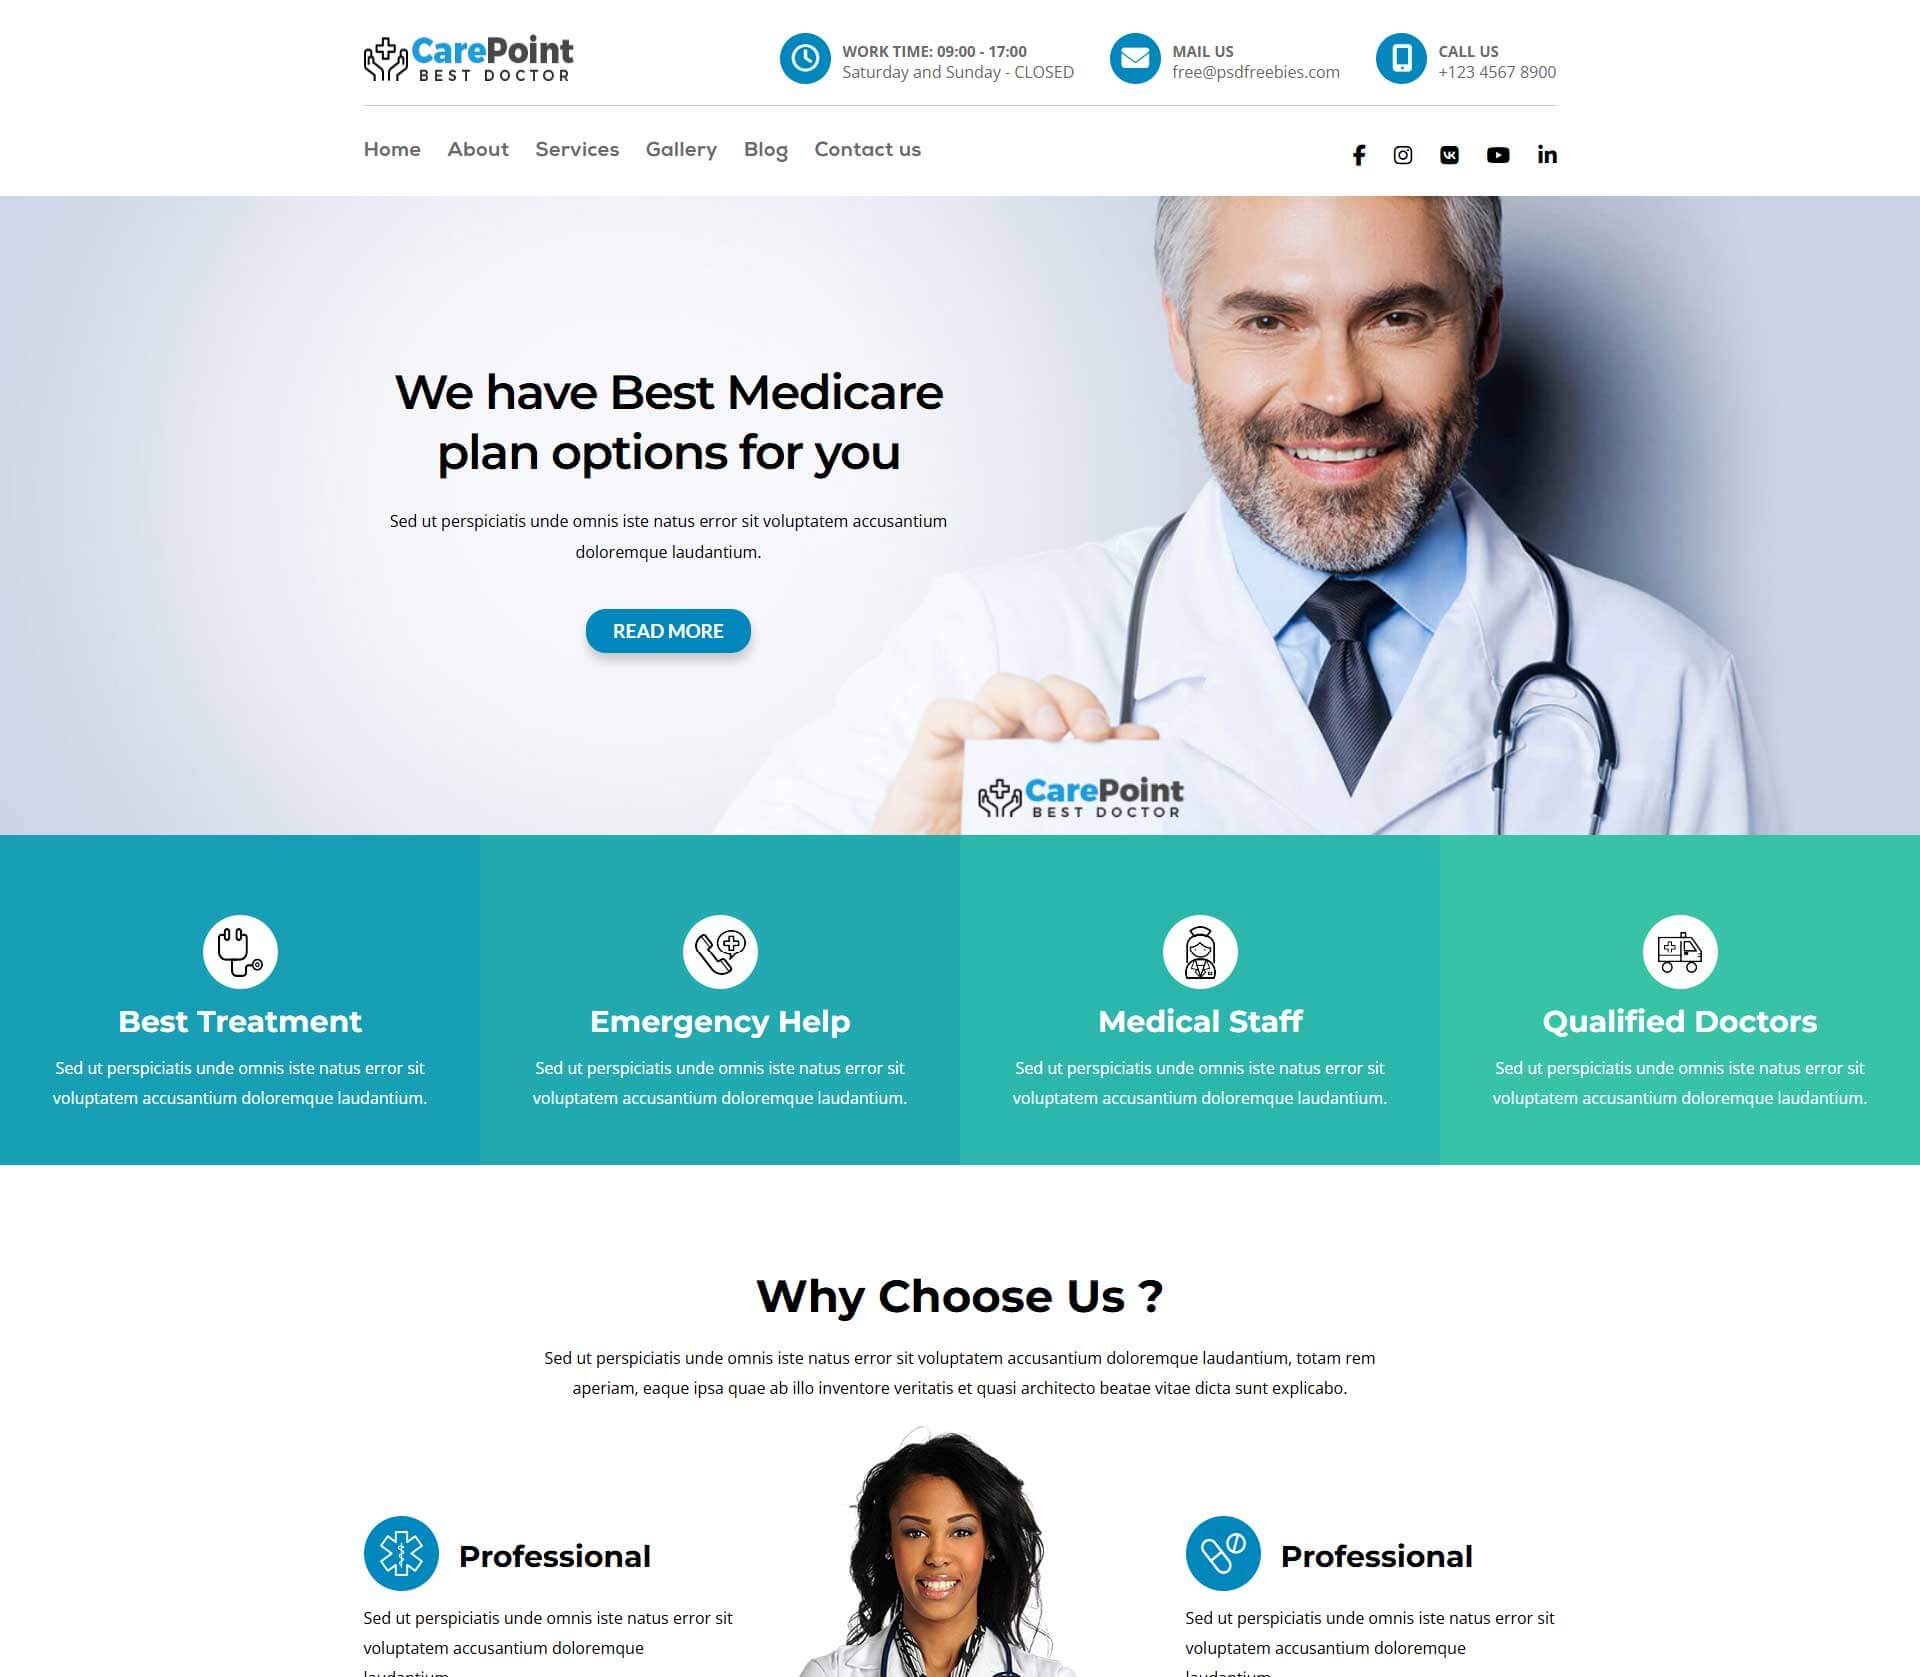 CarePoint
BEST DOCTOR
WORK TIME: 09:00 - 17:00
Saturday and Sunday - CLOSED
MAIL US
free@psdfreebies.com
CALL US
+123 4567 8900
Home About Services Gallery Blog Contact us
We have Best Medicare
plan options for you
Sed ut perspiciatis unde omnis iste natus error sit voluptatem accusantium
doloremque laudantium.
READ MORE
CarePoint
BEST DOCTOR
Best Treatment
Sed ut perspiciatis unde omnis iste natus error sit
voluptatem accusantium doloremque laudantium.
Emergency Help
Sed ut perspiciatis unde omnis iste natus error sit
voluptatem accusantium doloremque laudantium.
Medical Staff
Sed ut perspiciatis unde omnis iste natus error sit
voluptatem accusantium doloremque laudantium.
Qualified Doctors
Sed ut perspiciatis unde omnis iste natus error sit
voluptatem accusantium doloremque laudantium.
Why Choose Us ?
Sed ut perspiciatis unde omnis iste natus error sit voluptatem accusantium doloremque laudantium, totam rem
aperiam, eaque ipsa quae ab illo inventore veritatis et quasi architecto beatae vitae dicta sunt explicabo.
Professional
Sed ut perspiciatis unde omnis iste natus error sit
voluptatem accusantium doloremque
Professional
Sed ut perspiciatis unde omnis iste natus error sit
voluptatem accusantium doloremque